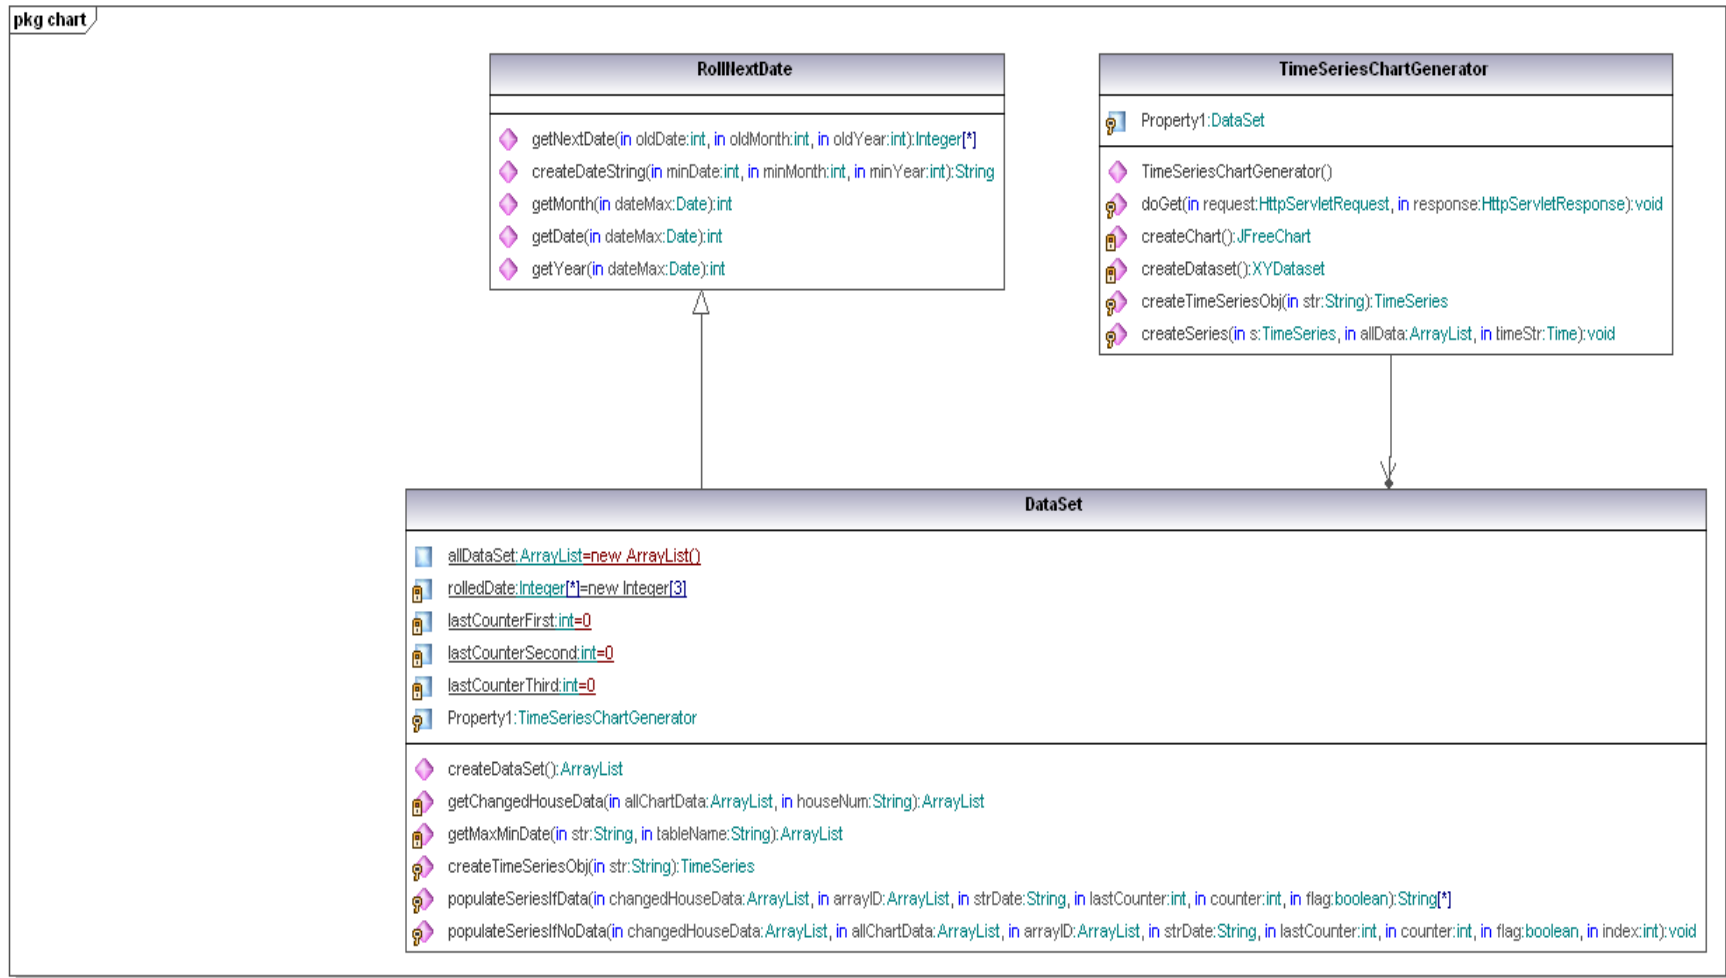 pkg chart
RollNextDate
getNextDate(in oldDate:int, in oldMonth:int, in oldYear:int):Integer[*]
createDateString(in minDate:int, in minMonth:int, in minYear:int):String
getMonth(in dateMax:Date):int
getDate(in dateMax:Date):int
getYear(in dateMax:Date):int
TimeSeriesChartGenerator
Property1:DataSet
TimeSeriesChartGenerator()
doGet(in request:HttpServletRequest, in response:HttpServletResponse):void
createChart():JFreeChart
createDataset():XYDataset
createTimeSeriesObj(in str:String):TimeSeries
createSeries(in s:TimeSeries, in allData:ArrayList, in timeStr:Time):void
DataSet
allDataSet:ArrayList=new ArrayList()
rolledDate:Integer[*]=new Integer[3]
lastCounterFirst:int=0
lastCounterSecond:int=0
lastCounterThird:int=0
Property1:TimeSeriesChartGenerator
createDataSet():ArrayList
getChangedHouseData(in allChartData:ArrayList, in houseNum:String):ArrayList
getMaxMinDate(in str:String, in tableName:String):ArrayList
createTimeSeriesObj(in str:String):TimeSeries
populateSeriesIfData(in changedHouseData:ArrayList, in arrayID:ArrayList, in strDate:String, in lastCounter:int, in counter:int, in flag:boolean):String[*]
populateSeriesIfNoData(in changedHouseData:ArrayList, in allChartData:ArrayList, in arrayID:ArrayList, in strDate:String, in lastCounter:int, in counter:int, in flag:boolean, in index:int):void